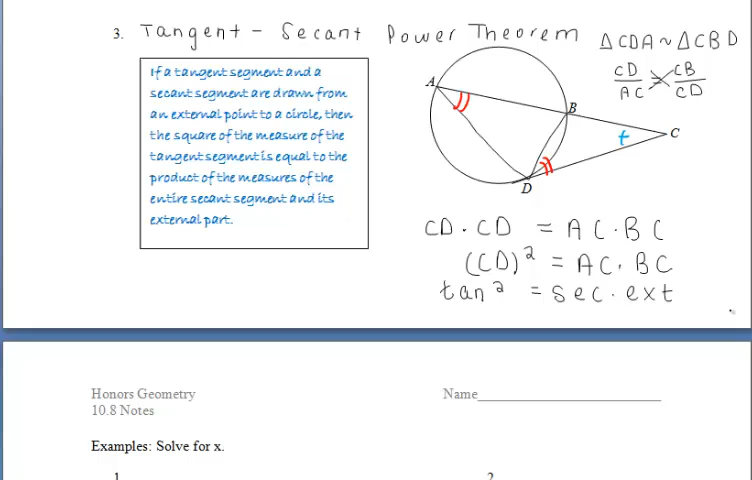 3. Tangent - Secant Power Theorem
If a tangent segment and a
secant segment are drawn from
an external point to a circle, then
the square of the measure of the
tangent segment is equal to the
product of the measures of the
entire secant segment and its
external part.
A
B
C
D
t
△CDA ~ △CBD
CD/AC = CB/CD
CD · CD = AC · BC
(CD)² = AC · BC
tan² = sec · ext
Honors Geometry Name
10.8 Notes
Examples: Solve for x.
1 2